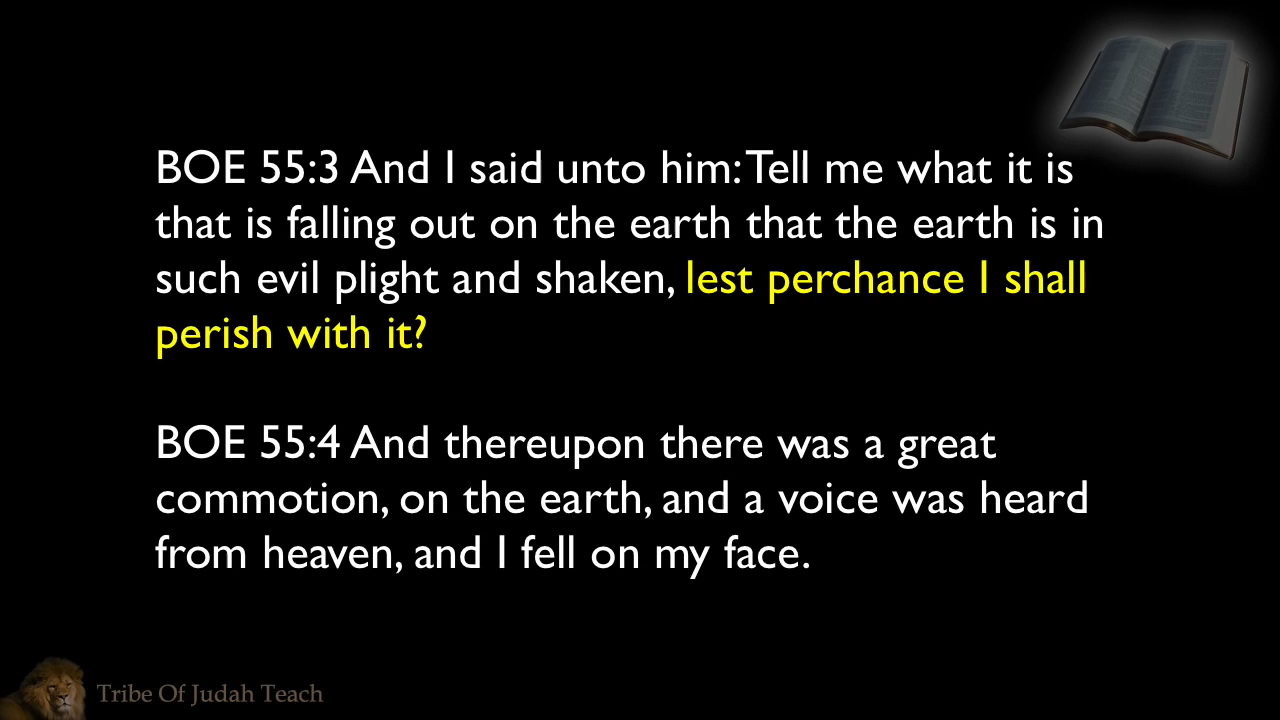 BOE 55:3 And I said unto him: Tell me what it is
that is falling out on the earth that the earth is in
such evil plight and shaken, lest perchance I shall
perish with it?
BOE 55:4 And thereupon there was a great
commotion, on the earth, and a voice was heard
from heaven, and I fell on my face.
Tribe Of Judah Teach